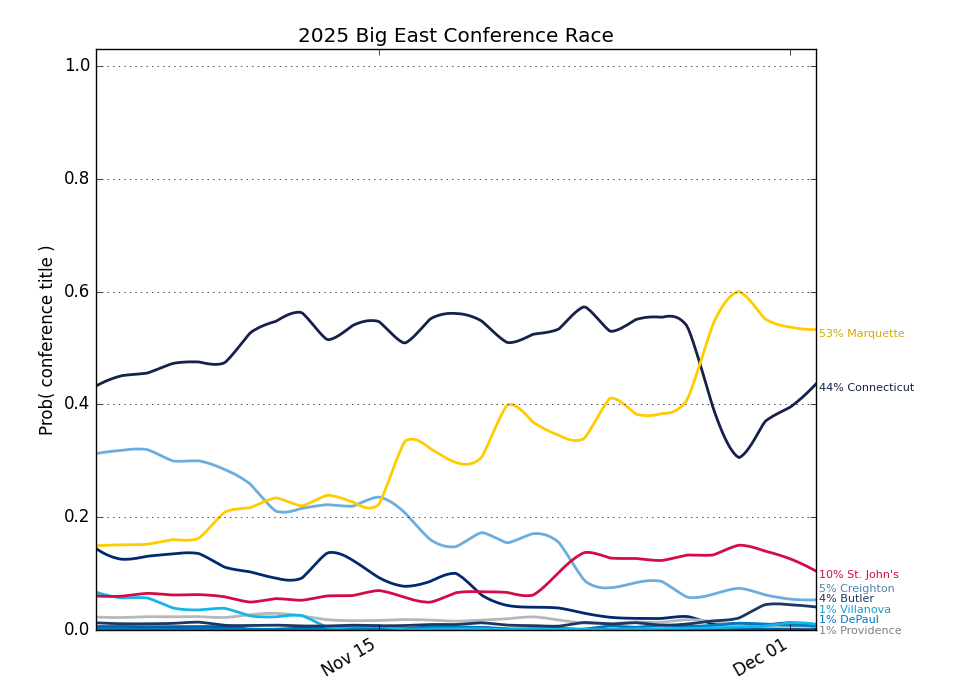 2025 Big East Conference Race
1.0
0.8
0.6
0.4
0.2
0.0
Prob( conference title )
Nov 15
Dec 01
53% Marquette
44% Connecticut
10% St. John's
5% Creighton
4% Butler
1% Villanova
1% DePaul
1% Providence